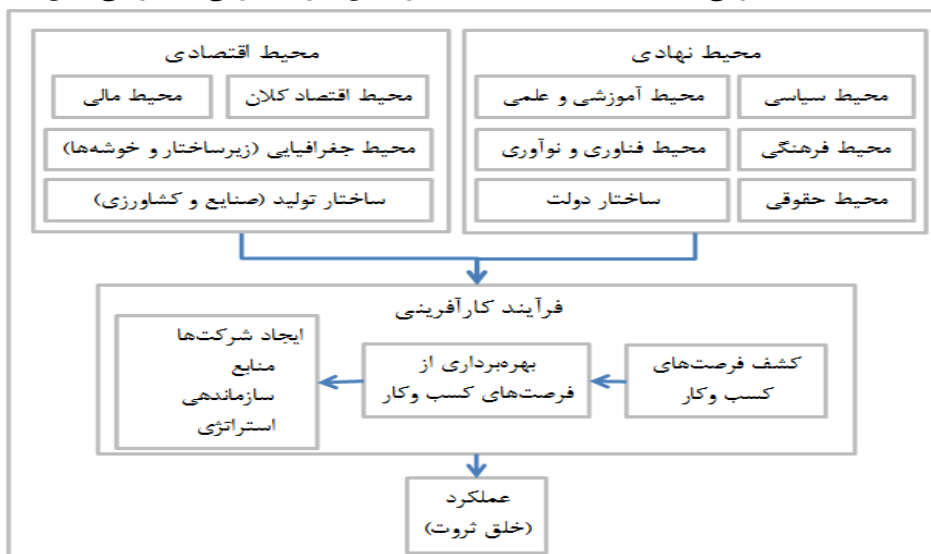 محیط نهادی
محیط سیاسی
محیط آموزشی و علمی
محیط فرهنگی
محیط فناوری و نوآوری
محیط حقوقی
ساختار دولت
محیط اقتصادی
محیط اقتصاد کلان
محیط مالی
محیط جغرافیایی (زیرساختار و خوشه‌ها)
ساختار تولید (صنایع و کشاورزی)
فرآیند کارآفرینی
کشف فرصت‌های
کسب وکار
بهره‌برداری از
فرصت‌های کسب وکار
ایجاد شرکت‌ها
منابع
سازماندهی
استراتژی
عملکرد
(خلق ثروت)